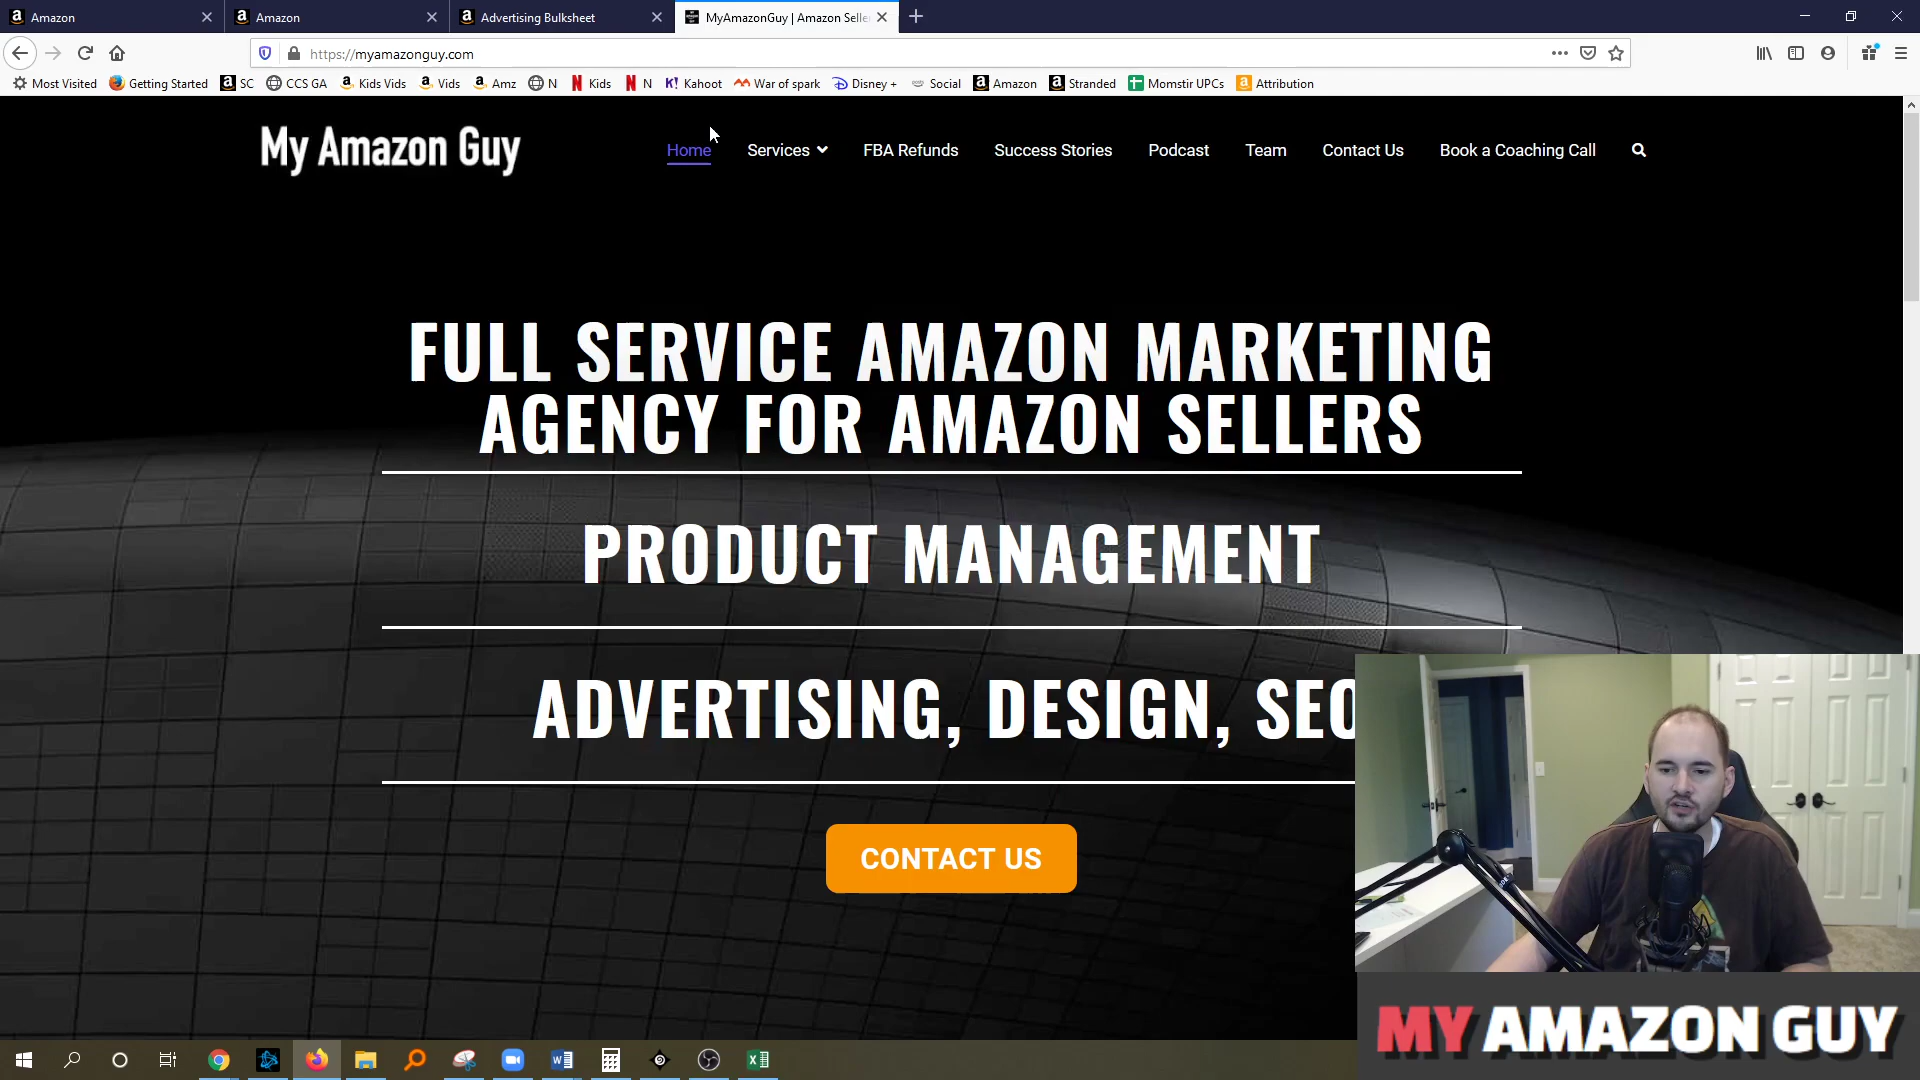 Amazon
Amazon
Advertising Bulksheet
MyAmazonGuy | Amazon Selle
https://myamazonguy.com
Most Visited
Getting Started
SC
CCS GA
Kids Vids
Vids
Amz
N
Kids
N
Kahoot
War of spark
Disney +
Social
Amazon
Stranded
Momstir UPCs
Attribution
My Amazon Guy
Home
Services
FBA Refunds
Success Stories
Podcast
Team
Contact Us
Book a Coaching Call
FULL SERVICE AMAZON MARKETING
AGENCY FOR AMAZON SELLERS
PRODUCT MANAGEMENT
ADVERTISING, DESIGN, SEO
CONTACT US
MY AMAZON GUY